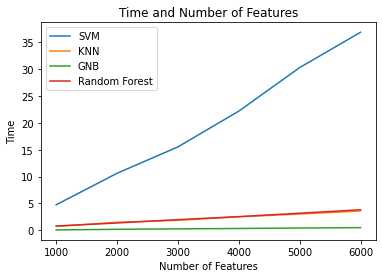 Time and Number of Features
SVM
KNN
GNB
Random Forest
35
30
25
20
15
10
5
0
Time
1000 2000 3000 4000 5000 6000
Number of Features